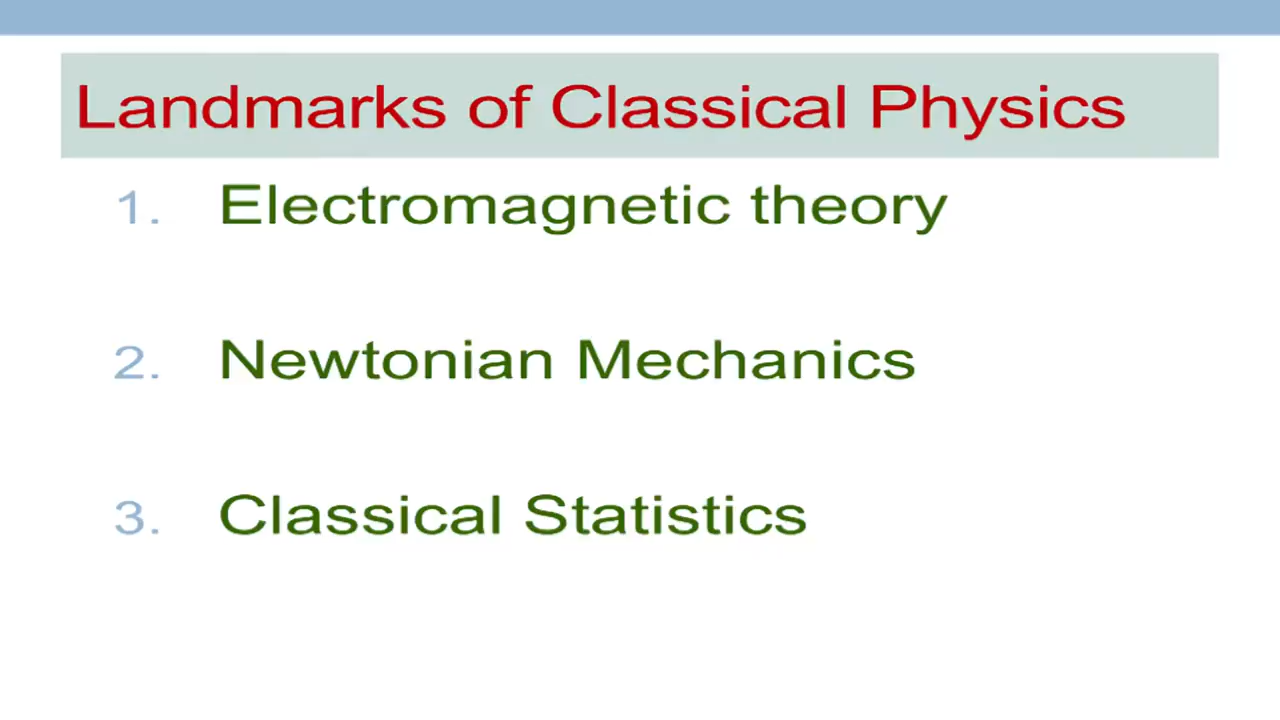 Landmarks of Classical Physics
1. Electromagnetic theory
2. Newtonian Mechanics
3. Classical Statistics